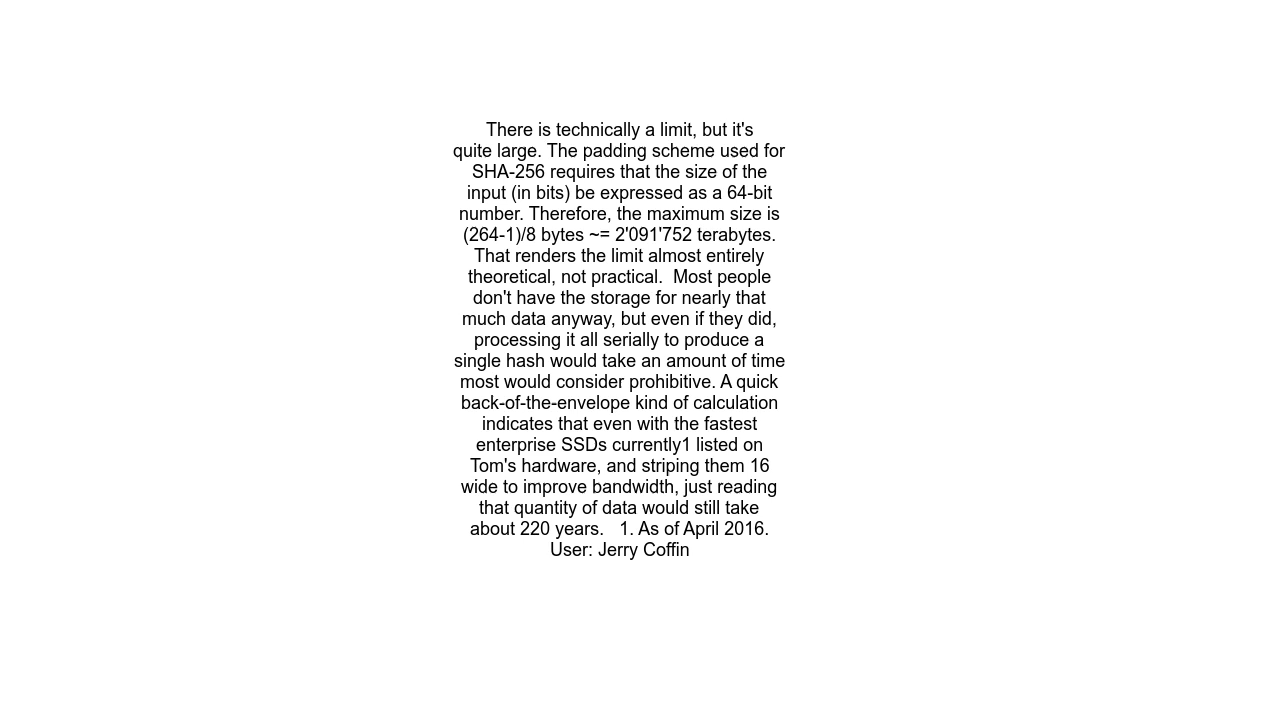 There is technically a limit, but it's
quite large. The padding scheme used for
SHA-256 requires that the size of the
input (in bits) be expressed as a 64-bit
number. Therefore, the maximum size is
(264-1)/8 bytes ~= 2'091'752 terabytes.
That renders the limit almost entirely
theoretical, not practical.  Most people
don't have the storage for nearly that
much data anyway, but even if they did,
processing it all serially to produce a
single hash would take an amount of time
most would consider prohibitive. A quick
back-of-the-envelope kind of calculation
indicates that even with the fastest
enterprise SSDs currently1 listed on
Tom's hardware, and striping them 16
wide to improve bandwidth, just reading
that quantity of data would still take
about 220 years.   1. As of April 2016.
User: Jerry Coffin